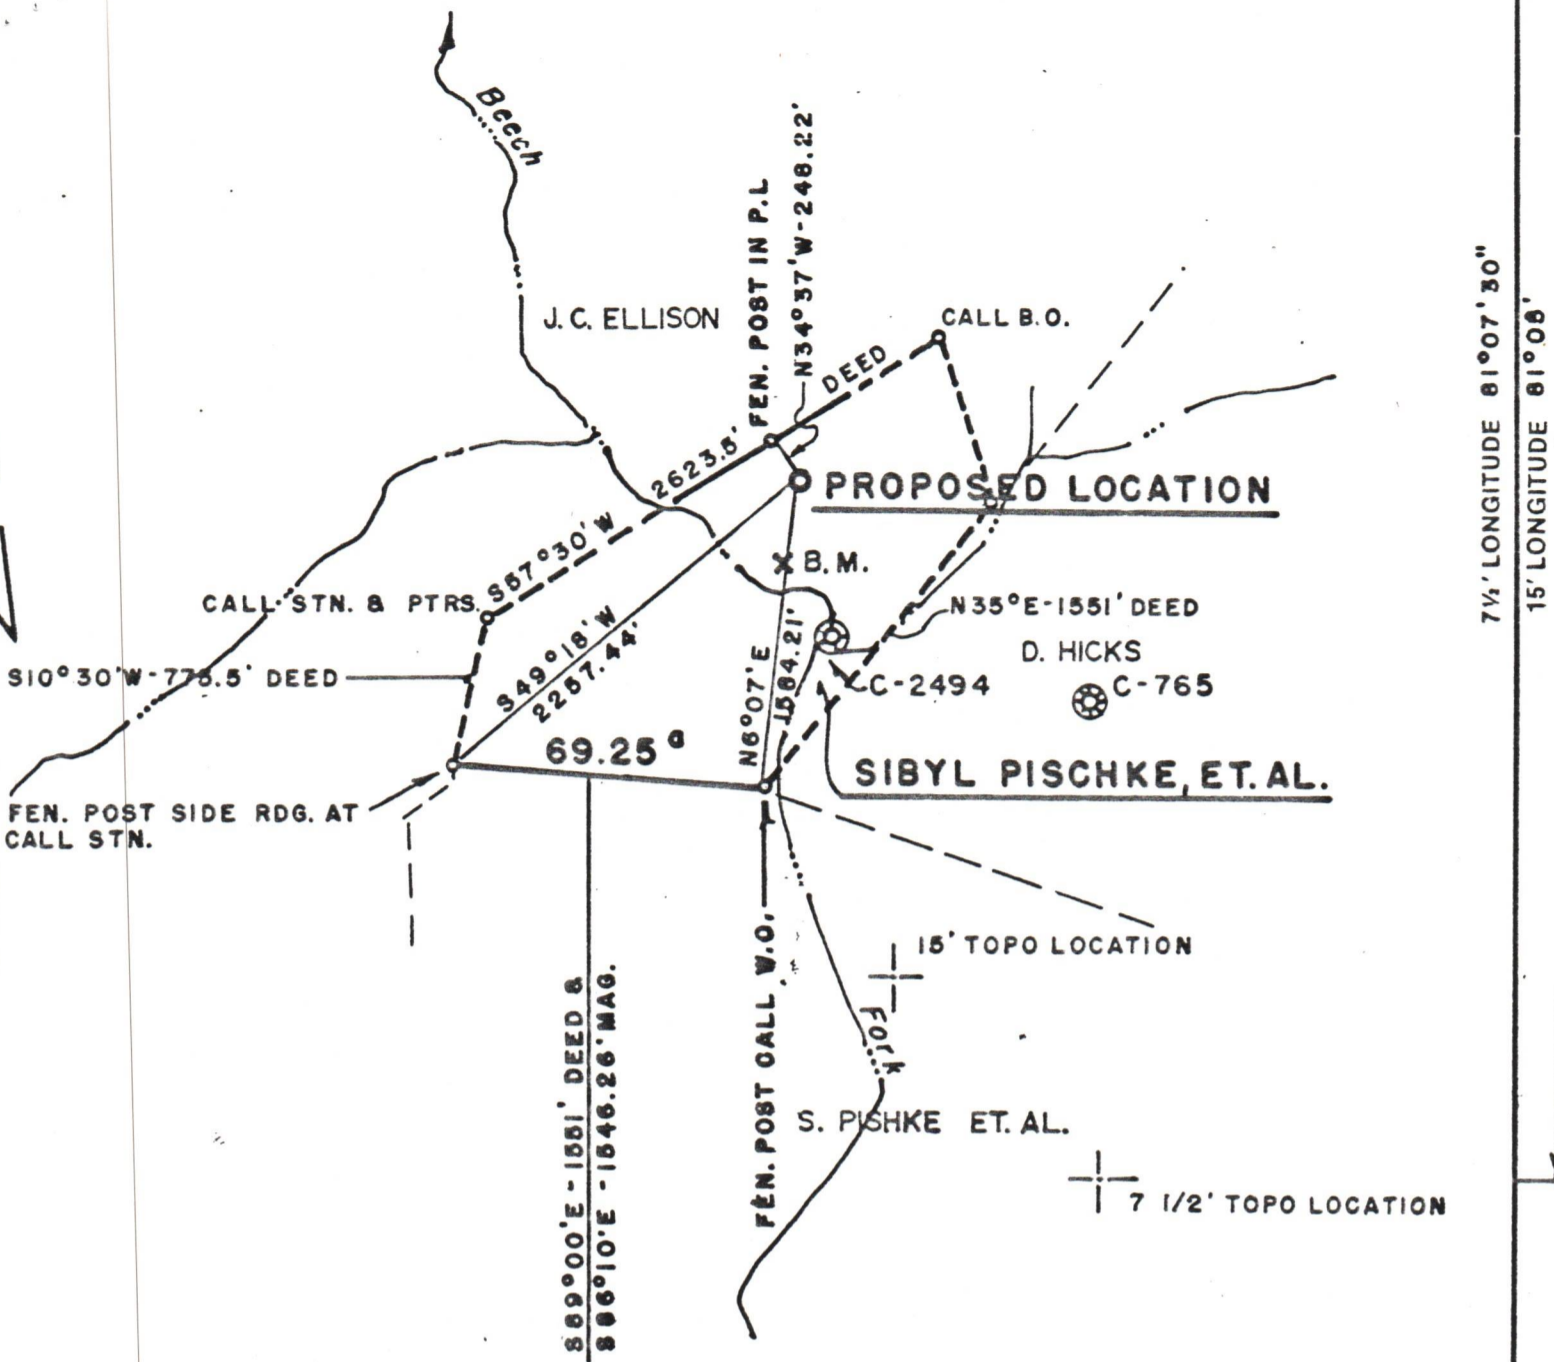 Beech
J. C. ELLISON
FEN. POST IN P.L
N34°37'W-248.22'
CALL B.O.
DEED
2623.5'
S57°30'W
PROPOSED LOCATION
B.M.
CALL STN. & PTRS.
N35°E-1551' DEED
D. HICKS
S10°30'W-775.5' DEED
S49°18'W
2257.44'
N6°07'E
1584.21'
C-2494
C-765
69.25 a
SIBYL PISCHKE, ET. AL.
FEN. POST SIDE RDG. AT
CALL STN.
15' TOPO LOCATION
Fork
S89°00'E-1551' DEED &
S86°10'E-1546.26' MAG.
FEN. POST CALL W.O.
S. PISHKE ET. AL.
7 1/2' TOPO LOCATION
7½' LONGITUDE 81°07'30"
15' LONGITUDE 81°05'